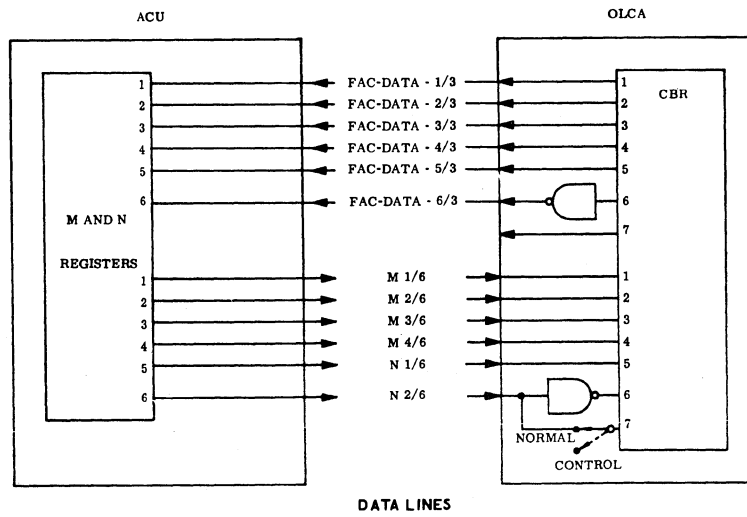 ACU
OLCA
M AND N
REGISTERS
1
2
3
4
5
6
1
2
3
4
5
6
FAC-DATA - 1/3
FAC-DATA - 2/3
FAC-DATA - 3/3
FAC-DATA - 4/3
FAC-DATA - 5/3
FAC-DATA - 6/3
M 1/6
M 2/6
M 3/6
M 4/6
N 1/6
N 2/6
CBR
1
2
3
4
5
6
7
1
2
3
4
5
6
7
NORMAL
CONTROL
DATA LINES